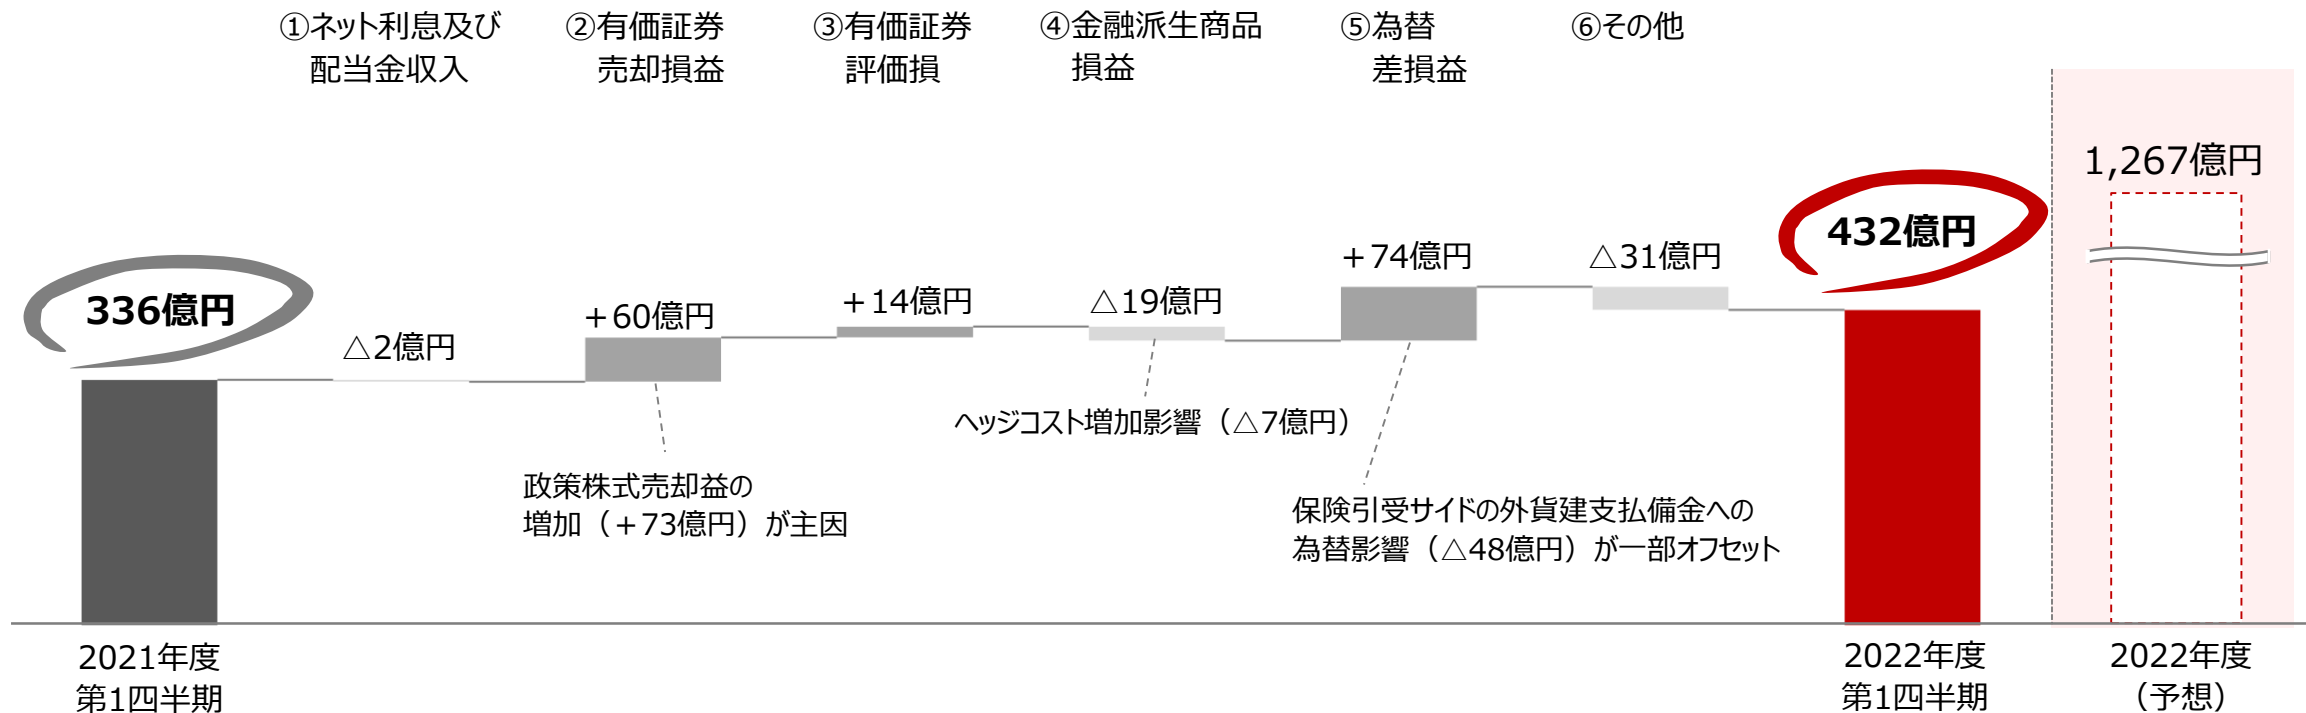 ①ネット利息及び
配当金収入
②有価証券
売却損益
③有価証券
評価損
④金融派生商品
損益
⑤為替
差損益
⑥その他
336億円
△2億円
＋60億円
＋14億円
△19億円
＋74億円
△31億円
432億円
1,267億円
ヘッジコスト増加影響（△7億円）
政策株式売却益の
増加（＋73億円）が主因
保険引受サイドの外貨建支払備金への
為替影響（△48億円）が一部オフセット
2021年度
第1四半期
2022年度
第1四半期
2022年度
（予想）